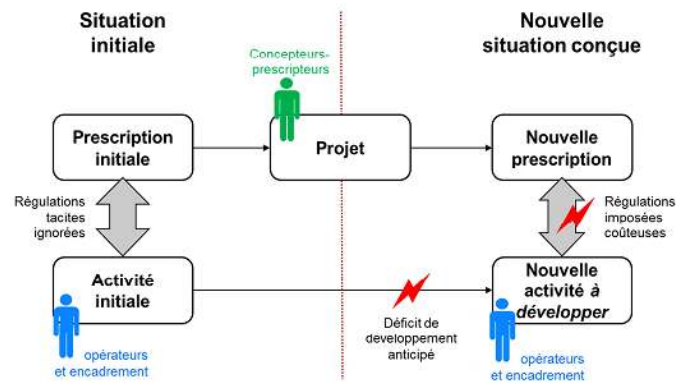 Situation
initiale
Nouvelle
situation conçue
Concepteurs-
prescripteurs
Prescription
initiale
Projet
Nouvelle
prescription
Régulations
tacites
ignorées
Régulations
imposées
coûteuses
Activité
initiale
Nouvelle
activité à
développer
Déficit de
developpement
anticipé
opérateurs
et encadrement
opérateurs
et encadrement